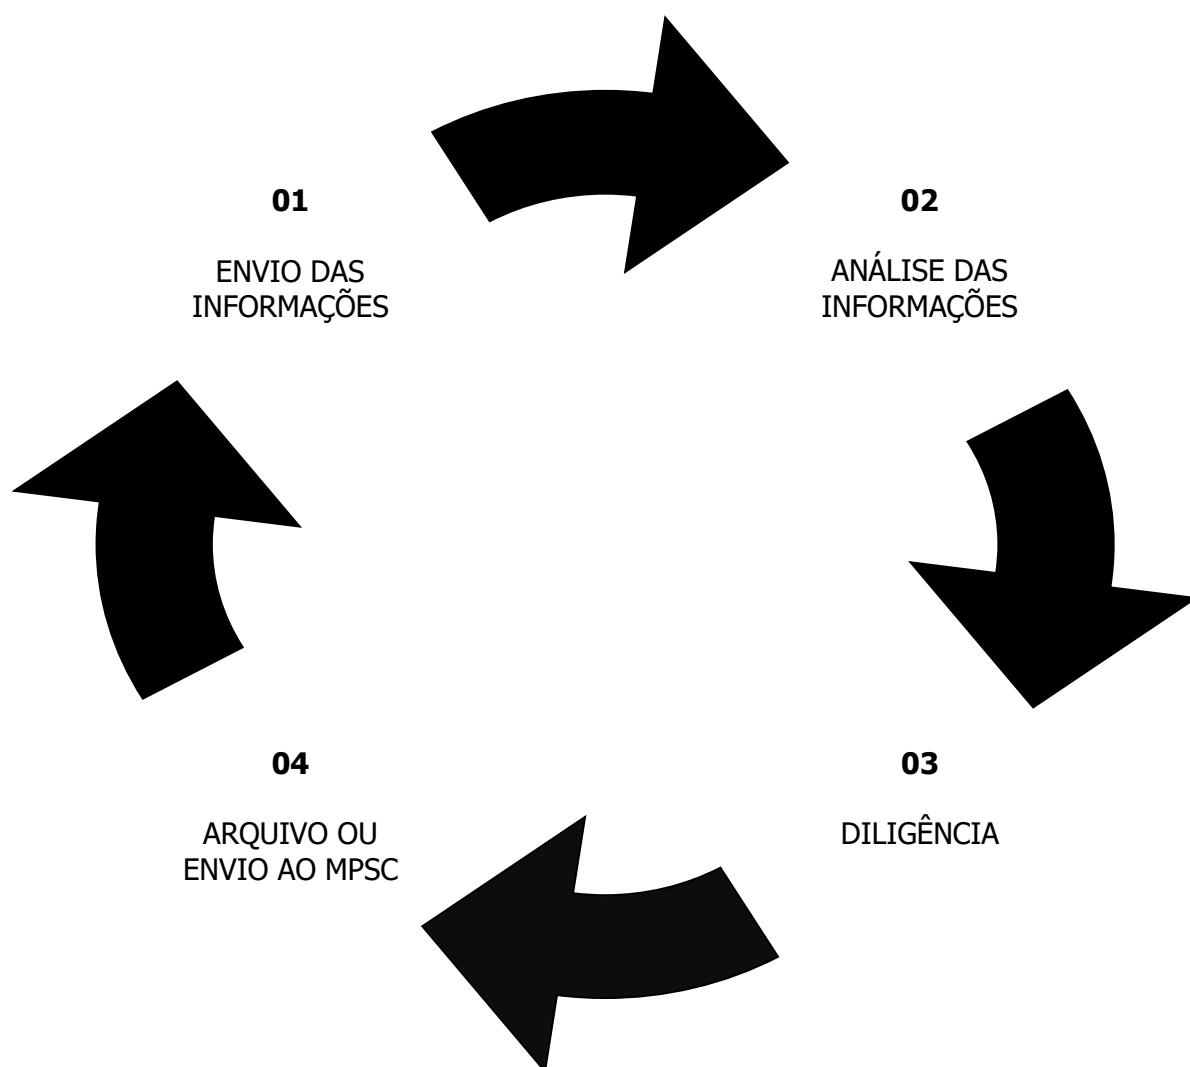 01
ENVIO DAS
INFORMAÇÕES
02
ANÁLISE DAS
INFORMAÇÕES
03
DILIGÊNCIA
04
ARQUIVO OU
ENVIO AO MPSC